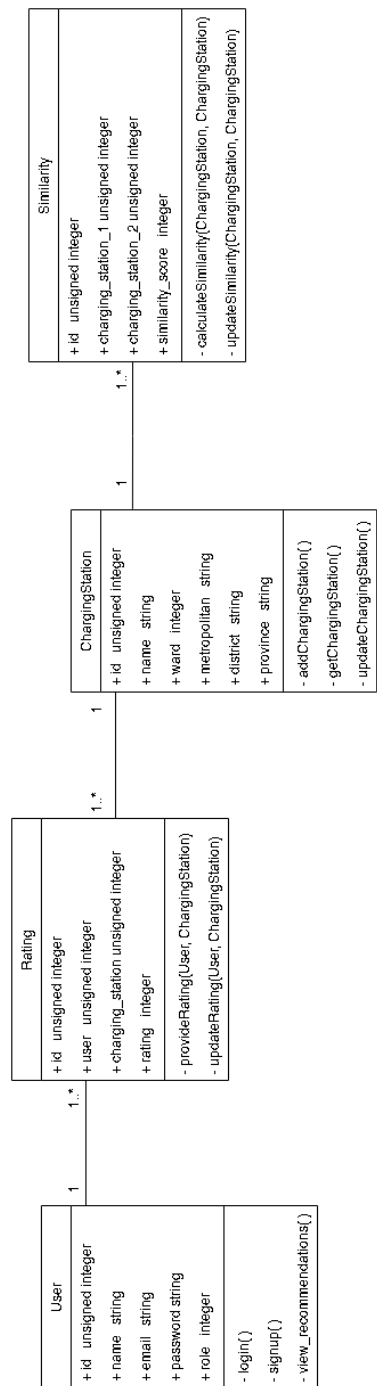 User
+ id unsigned integer
+ name string
+ email string
+ password string
+ role integer
- login()
- signup()
- view_recommendations()
1
1..*
Rating
+ id unsigned integer
+ user unsigned integer
+ charging_station unsigned integer
+ rating integer
- provideRating(User, ChargingStation)
- updateRating(User, ChargingStation)
1..*
1
ChargingStation
+ id unsigned integer
+ name string
+ ward integer
+ metropolitan string
+ district string
+ province string
- addChargingStation()
- getChargingStation()
- updateChargingStation()
1
1..*
Similarity
+ id unsigned integer
+ charging_station_1 unsigned integer
+ charging_station_2 unsigned integer
+ similarity_score integer
- calculateSimilarity(ChargingStation, ChargingStation)
- updateSimilarity(ChargingStation, ChargingStation)